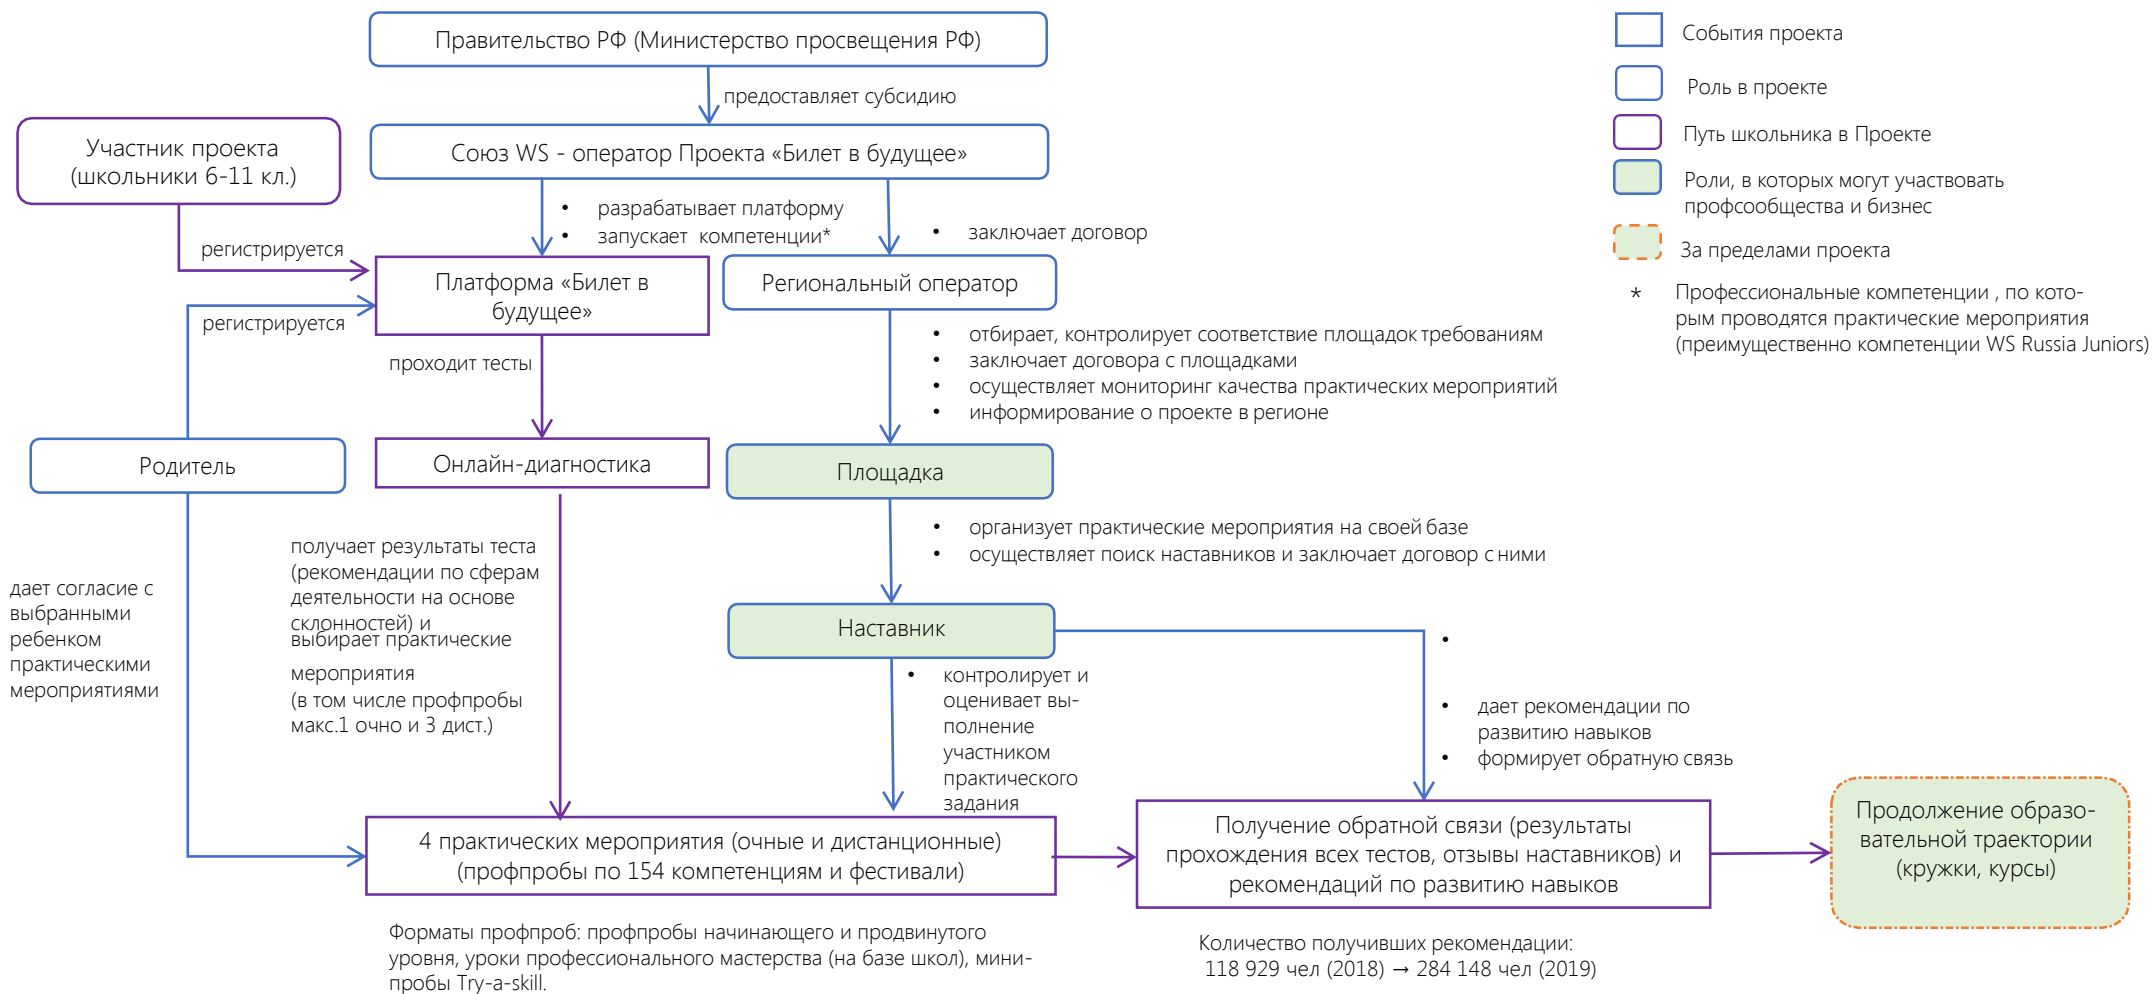 Правительство РФ (Министерство просвещения РФ)
предоставляет субсидию
Участник проекта
(школьники 6-11 кл.)
Союз WS - оператор Проекта «Билет в будущее»
• разрабатывает платформу
• запускает компетенции*
• заключает договор
регистрируется
Платформа «Билет в
будущее»
Региональный оператор
регистрируется
проходит тесты
• отбирает, контролирует соответствие площадок требованиям
• заключает договора с площадками
• осуществляет мониторинг качества практических мероприятий
• информирование о проекте в регионе
Родитель
Онлайн-диагностика
Площадка
• организует практические мероприятия на своей базе
• осуществляет поиск наставников и заключает договор с ними
получает результаты теста
(рекомендации по сферам
деятельности на основе
склонностей) и
выбирает практические
мероприятия
(в том числе профпробы
макс.1 очно и 3 дист.)
дает согласие с
выбранными
ребенком
практическими
мероприятиями
Наставник
• контролирует и
оценивает вы-
полнение
участником
практического
задания
•
• дает рекомендации по
развитию навыков
• формирует обратную связь
4 практических мероприятия (очные и дистанционные)
(профпробы по 154 компетенциям и фестивали)
Получение обратной связи (результаты
прохождения всех тестов, отзывы наставников) и
рекомендаций по развитию навыков
Продолжение образо-
вательной траектории
(кружки, курсы)
Форматы профпроб: профпробы начинающего и продвинутого
уровня, уроки профессионального мастерства (на базе школ), мини-
пробы Try-a-skill.
Количество получивших рекомендации:
118 929 чел (2018) → 284 148 чел (2019)
События проекта
Роль в проекте
Путь школьника в Проекте
Роли, в которых могут участвовать
профсообщества и бизнес
За пределами проекта
* Профессиональные компетенции , по кото-
рым проводятся практические мероприятия
(преимущественно компетенции WS Russia Juniors)